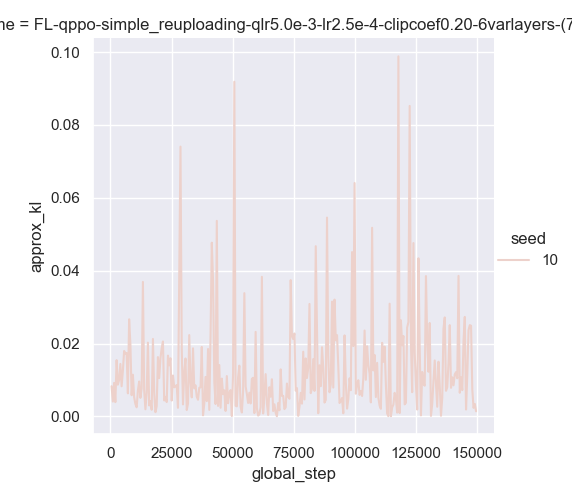 ne = FL-qppo-simple_reuploading-qlr5.0e-3-lr2.5e-4-clipcoef0.20-6varlayers-(7
0.10
0.08
0.06
0.04
0.02
0.00
approx_kl
0 25000 50000 75000 100000 125000 150000
global_step
seed
10